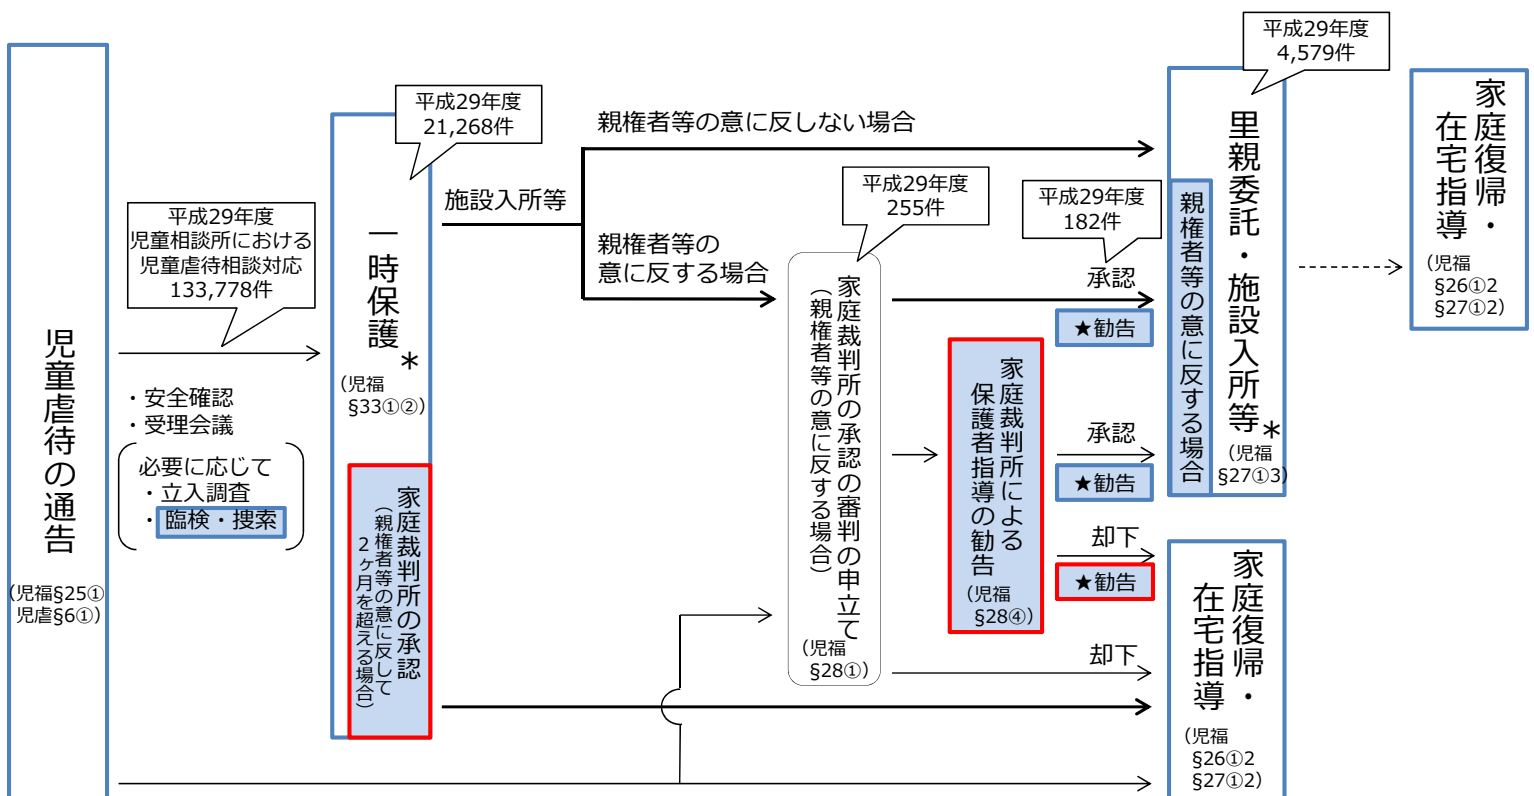 児童虐待の通告
（児福§25①
児虐§6①）
平成29年度
児童相談所における
児童虐待相談対応
133,778件
・安全確認
・受理会議
必要に応じて
・立入調査
・臨検・捜索
平成29年度
21,268件
一時保護＊
（児福
§33①②）
家庭裁判所の承認
（親権者等の意に反して
２ヶ月を超える場合）
施設入所等
親権者等の意に反しない場合
親権者等の
意に反する場合
平成29年度
255件
家庭裁判所の承認の審判の申立て
（親権者等の意に反する場合）
（児福
§28①）
家庭裁判所による
保護者指導の勧告
（児福
§28④）
平成29年度
182件
承認
★勧告
承認
★勧告
却下
★勧告
却下
平成29年度
4,579件
里親委託・施設入所等＊
（児福
§27①3）
親権者等の意に反する場合
家庭復帰・
在宅指導
（児福
§26①2
§27①2）
家庭復帰・
在宅指導
（児福
§26①2
§27①2）